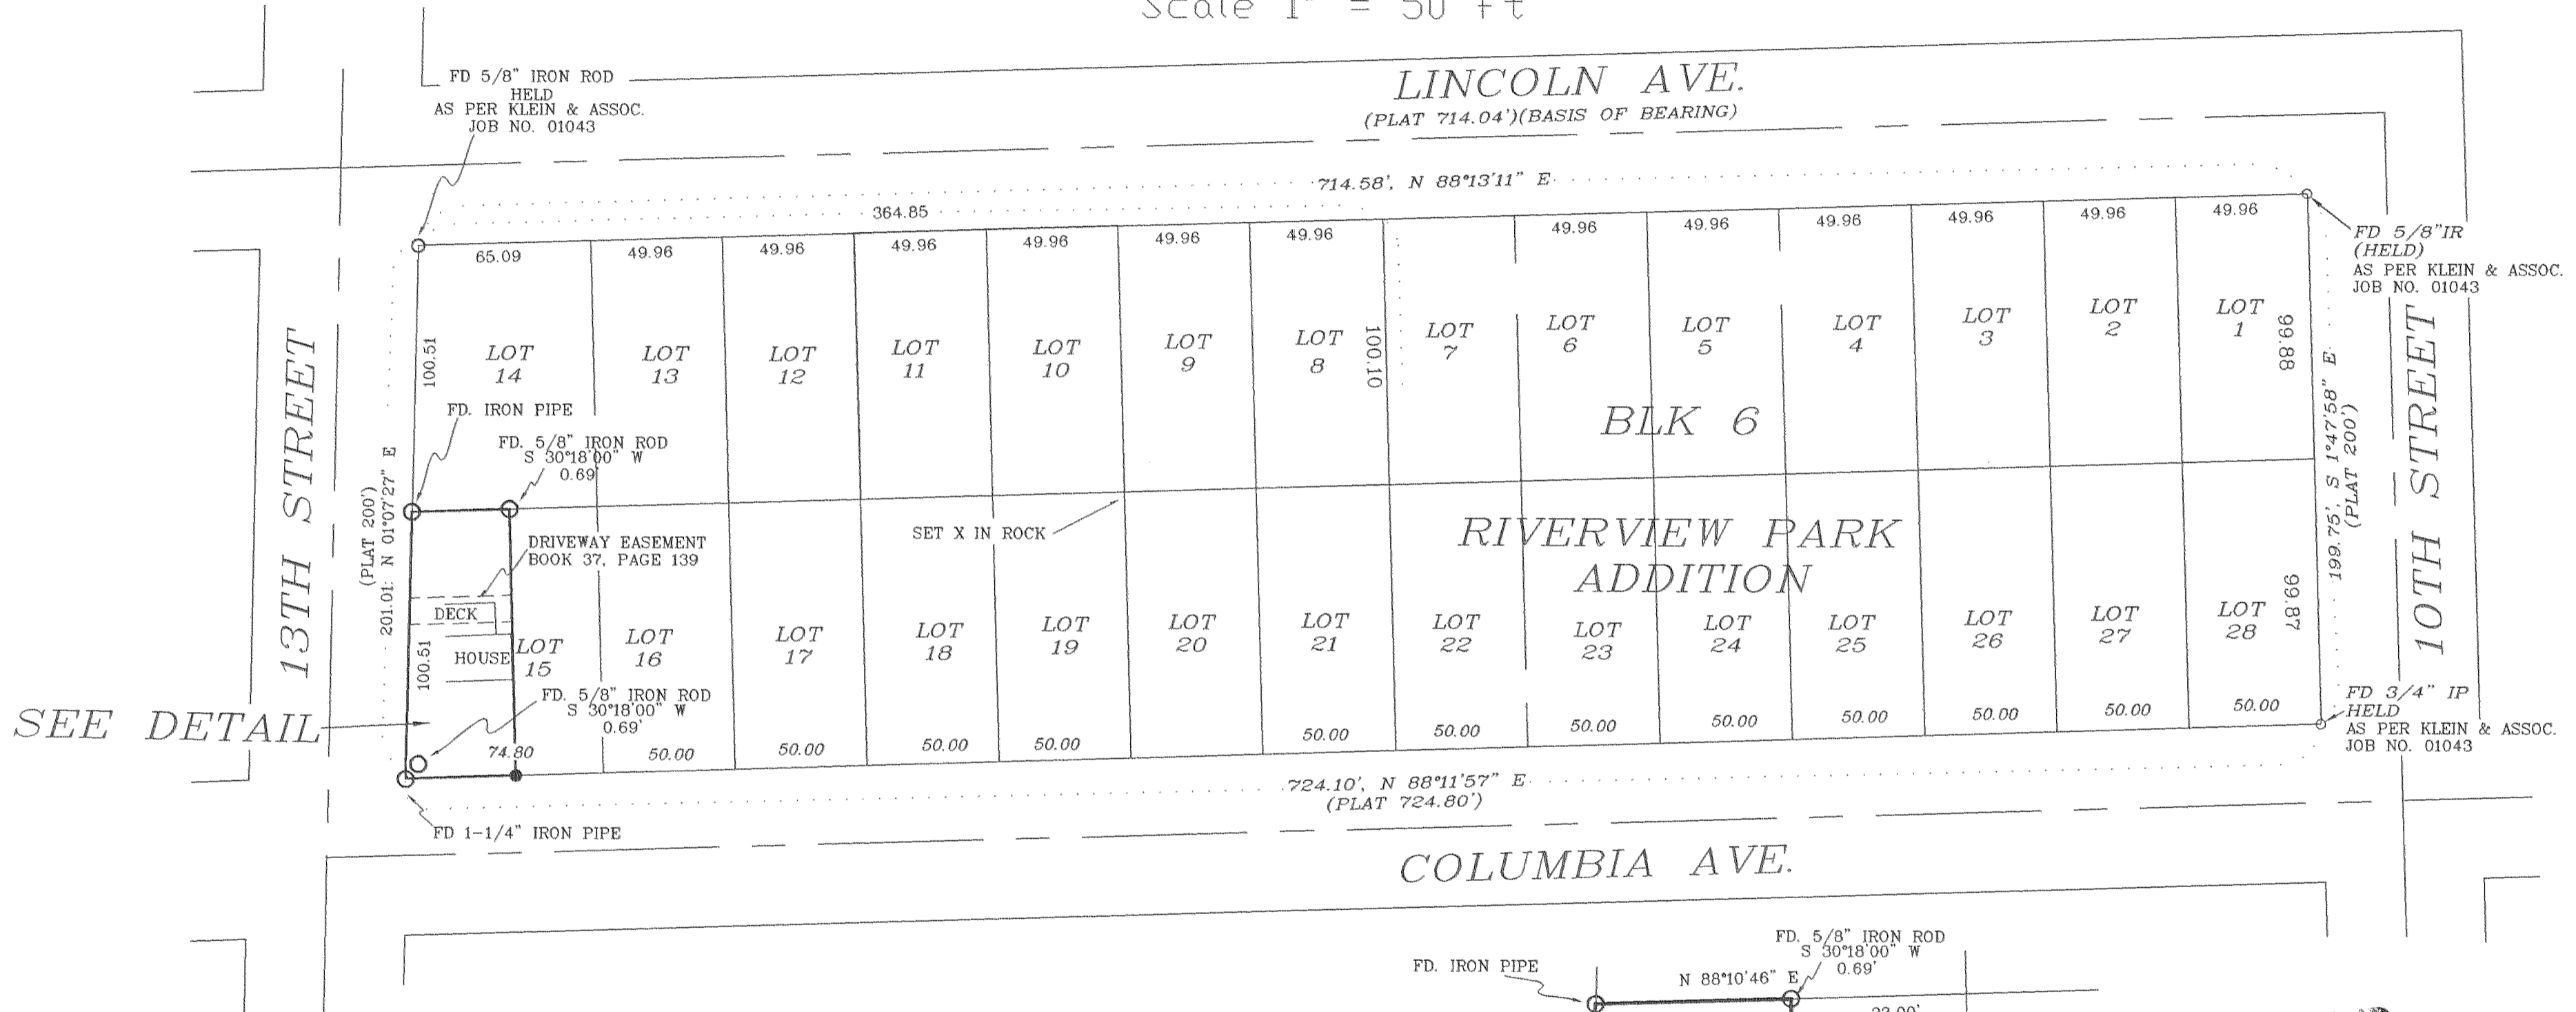 Scale 1" = 50 ft
FD 5/8" IRON ROD
HELD
AS PER KLEIN & ASSOC.
JOB NO. 01043
LINCOLN AVE.
(PLAT 714.04')(BASIS OF BEARING)
714.58', N 88°13'11" E
364.85
FD 5/8"IR
(HELD)
AS PER KLEIN & ASSOC.
JOB NO. 01043
65.09
49.96
49.96
49.96
49.96
49.96
49.96
49.96
49.96
49.96
49.96
49.96
49.96
13TH STREET
(PLAT 200')
201.01: N 01°07'27" E
100.51
LOT
14
LOT
13
LOT
12
LOT
11
LOT
10
LOT
9
LOT
8
100.10
LOT
7
LOT
6
LOT
5
LOT
4
LOT
3
LOT
2
LOT
1
99.88
199.75', S 1°47'58" E
(PLAT 200')
10TH STREET
BLK 6
FD. IRON PIPE
FD. 5/8" IRON ROD
S 30°18'00" W
0.69'
SET X IN ROCK
RIVERVIEW PARK
ADDITION
DRIVEWAY EASEMENT
BOOK 37, PAGE 139
DECK
HOUSE
100.51
LOT
15
LOT
16
LOT
17
LOT
18
LOT
19
LOT
20
LOT
21
LOT
22
LOT
23
LOT
24
LOT
25
LOT
26
LOT
27
LOT
28
99.87
SEE DETAIL
FD. 5/8" IRON ROD
S 30°18'00" W
0.69'
74.80
50.00
50.00
50.00
50.00
50.00
50.00
50.00
50.00
50.00
50.00
50.00
50.00
FD 3/4" IP
HELD
AS PER KLEIN & ASSOC.
JOB NO. 01043
724.10', N 88°11'57" E
(PLAT 724.80')
FD 1-1/4" IRON PIPE
COLUMBIA AVE.
FD. IRON PIPE
FD. 5/8" IRON ROD
S 30°18'00" W
0.69'
N 88°10'46" E